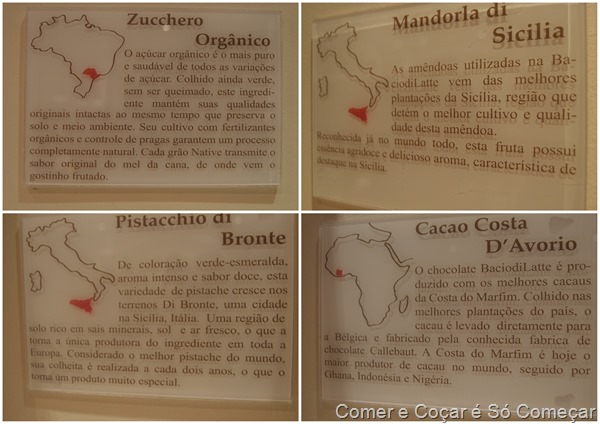 Zucchero
Orgânico
O açúcar orgânico é o mais puro
e saudável de todos as variações
de açúcar. Colhido ainda verde,
sem ser queimado, este ingredi-
ente mantém suas qualidades
originais intactas ao mesmo tempo que preserva o
solo e meio ambiente. Seu cultivo com fertilizantes
orgânicos e controle de pragas garantem um processo
completamente natural. Cada grão Native transmite o
sabor original do mel da cana, de onde vem o
gostinho frutado.
Mandorla di
Sicilia
As amêndoas utilizadas na Ba-
ciodiLatte vem das melhores
plantações da Sicília, região que
detém o melhor cultivo e quali-
dade desta amêndoa.
Reconhecida já no mundo todo, esta fruta possui
essência agridoce e delicioso aroma, característica de
destaque na Sicília.
Pistacchio di
Bronte
De coloração verde-esmeralda,
aroma intenso e sabor doce, esta
variedade de pistache cresce nos
terrenos Di Bronte, uma cidade
na Sicília, Itália. Uma região de
solo rico em sais minerais, sol e ar fresco, o que a
torna a única produtora do ingrediente em toda a
Europa. Considerado o melhor pistache do mundo,
sua colheita é realizada a cada dois anos, o que o
torna um produto muito especial.
Cacao Costa
D'Avorio
O chocolate BaciodiLatte é pro-
duzido com os melhores cacaus
da Costa do Marfim. Colhido nas
melhores plantações do país, o
cacau é levado diretamente para
a Bélgica e fabricado pela conhecida fabrica de
chocolate Callebaut. A Costa do Marfim é hoje o
maior produtor de cacau no mundo, seguido por
Ghana, Indonésia e Nigéria.
Comer e Coçar é Só Começar